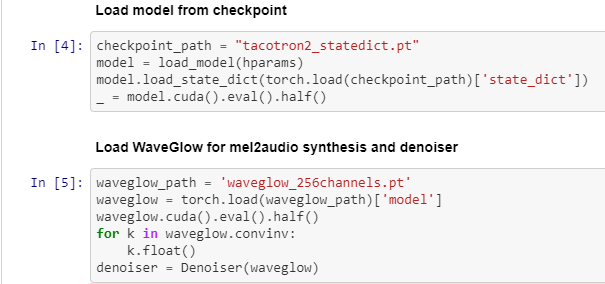 Load model from checkpoint
In [4]: checkpoint_path = "tacotron2_statedict.pt"
model = load_model(hparams)
model.load_state_dict(torch.load(checkpoint_path)['state_dict'])
_ = model.cuda().eval().half()
Load WaveGlow for mel2audio synthesis and denoiser
In [5]: waveglow_path = 'waveglow_256channels.pt'
waveglow = torch.load(waveglow_path)['model']
waveglow.cuda().eval().half()
for k in waveglow.convinv:
    k.float()
denoiser = Denoiser(waveglow)